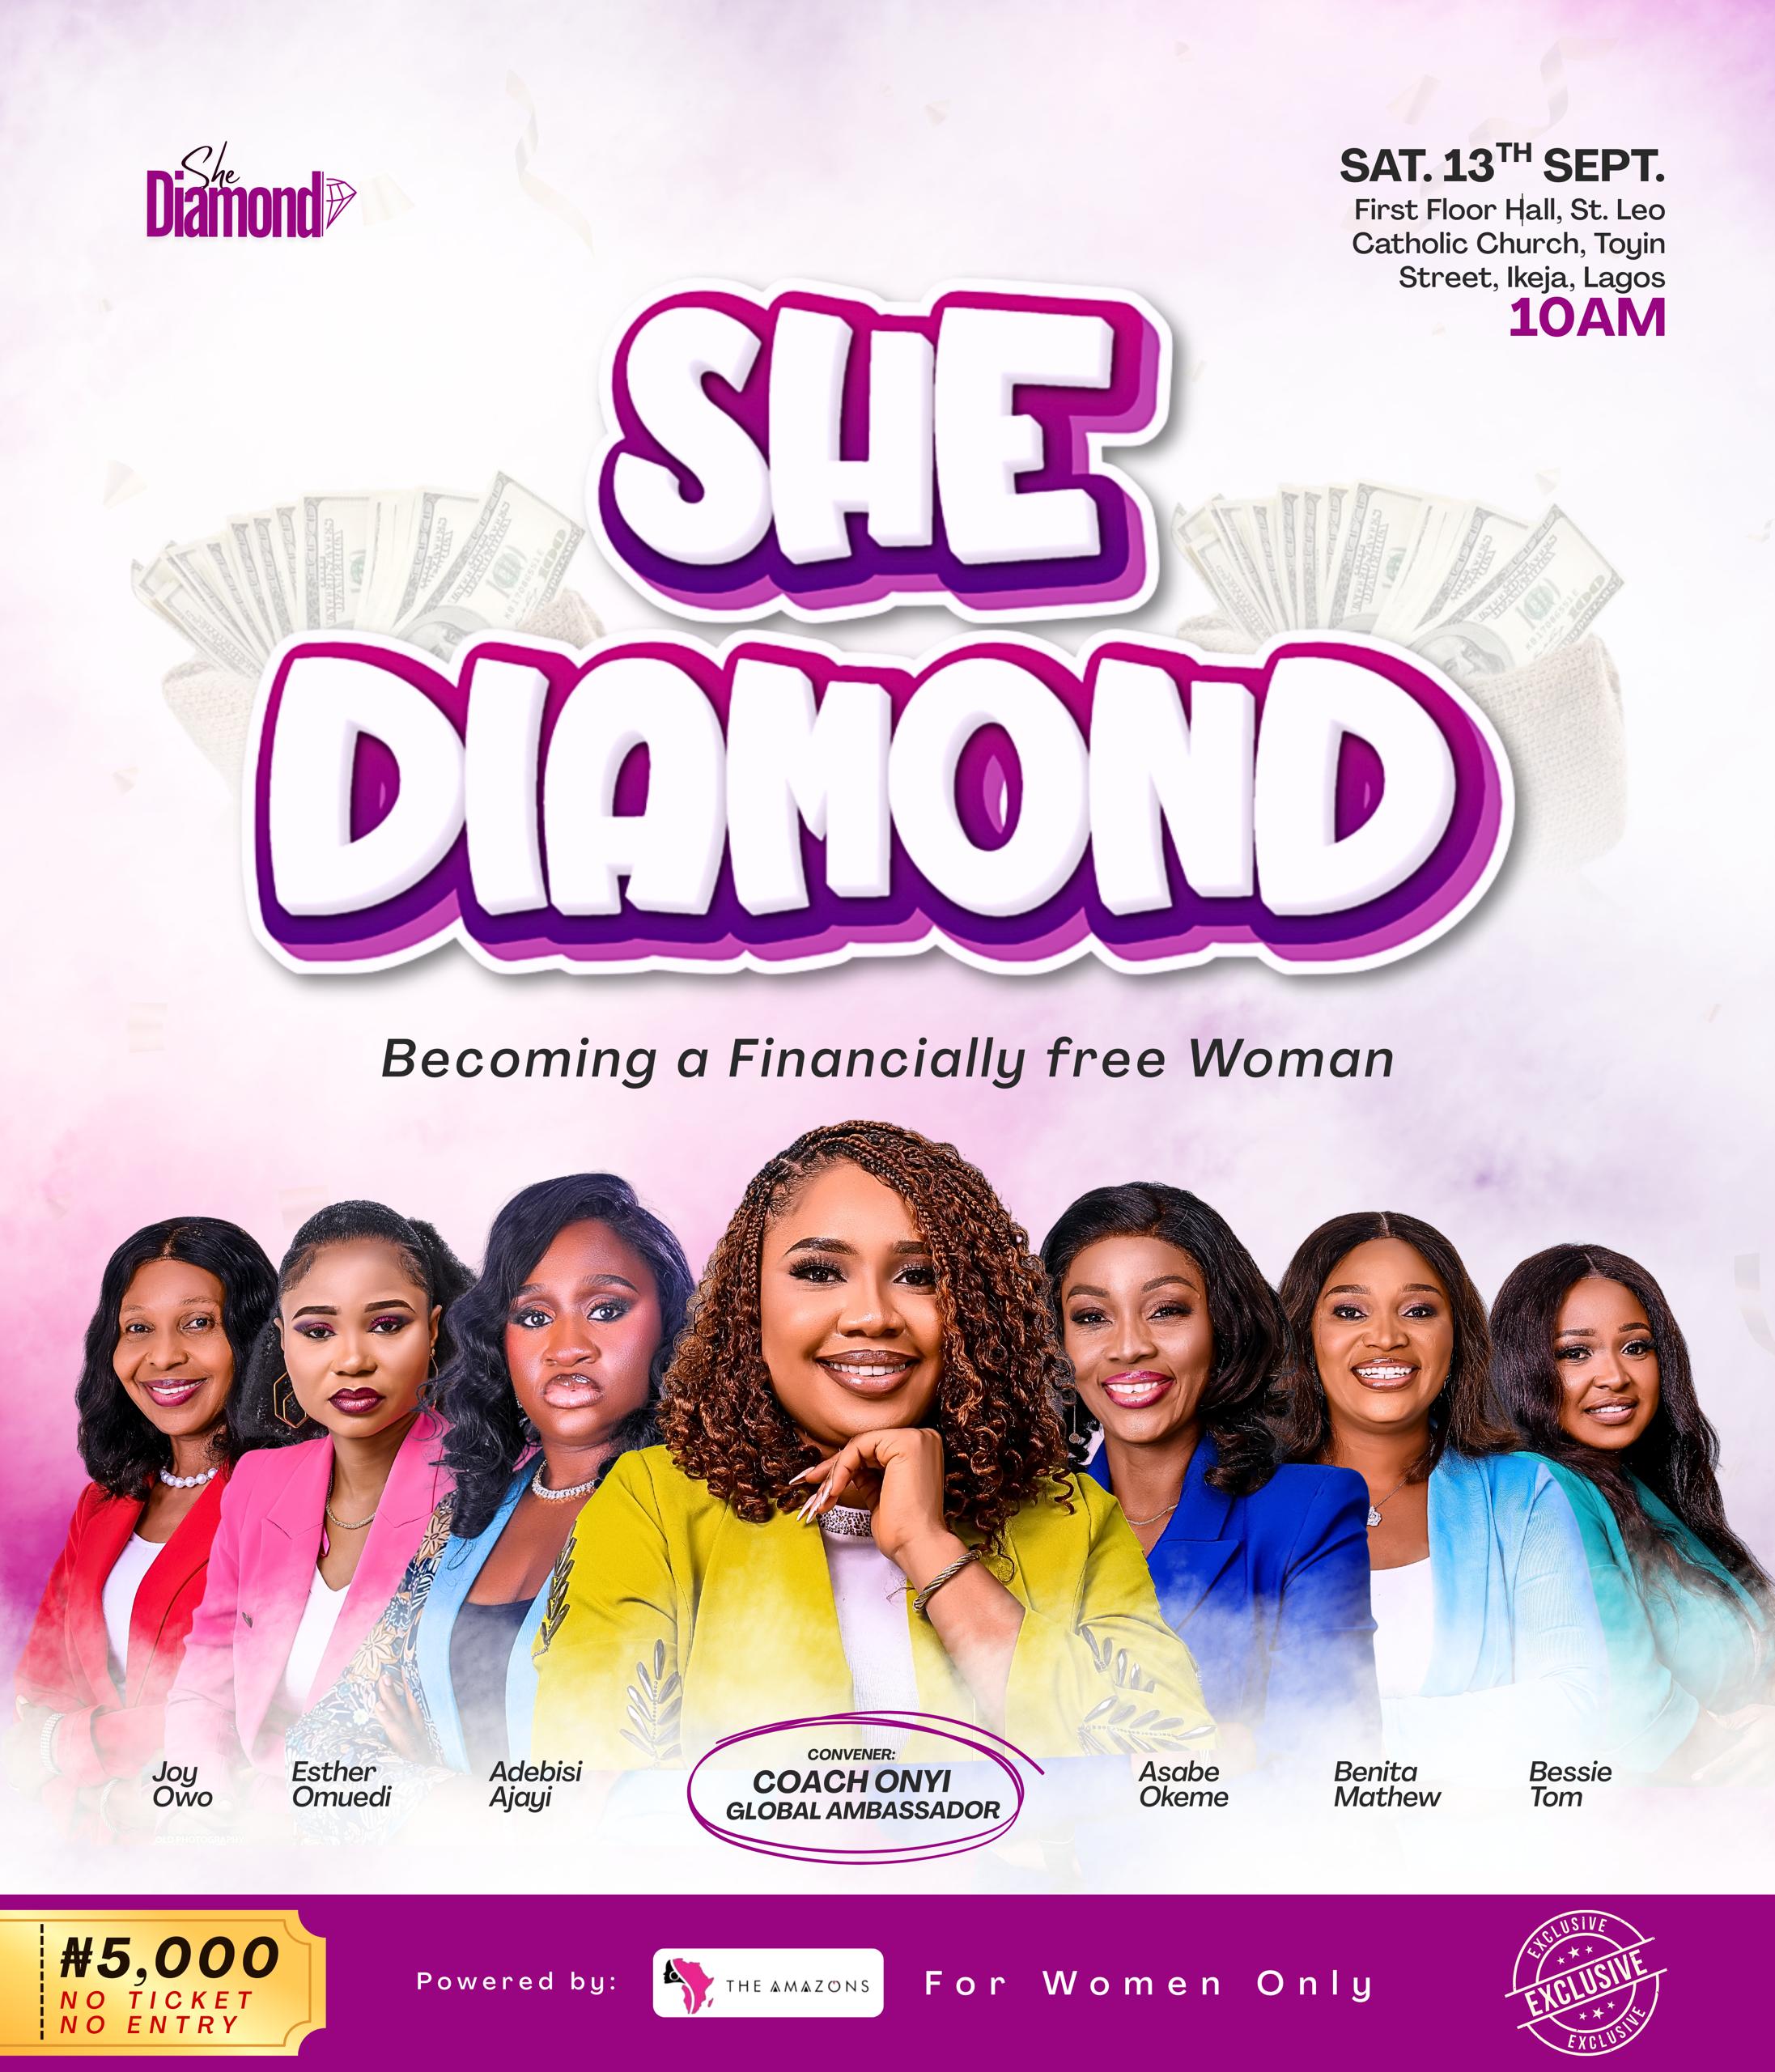 She
Diamond
SAT. 13TH SEPT.
First Floor Hall, St. Leo
Catholic Church, Toyin
Street, Ikeja, Lagos
10AM
SHE
DIAMOND
Becoming a Financially free Woman
Joy
Owo
Esther
Omuedi
Adebisi
Ajayi
CONVENER:
COACH ONYI
GLOBAL AMBASSADOR
Asabe
Okeme
Benita
Mathew
Bessie
Tom
₦5,000
NO TICKET
NO ENTRY
Powered by:
THE AMAZONS
For Women Only
EXCLUSIVE
EXCLUSIVE
EXCLUSIVE